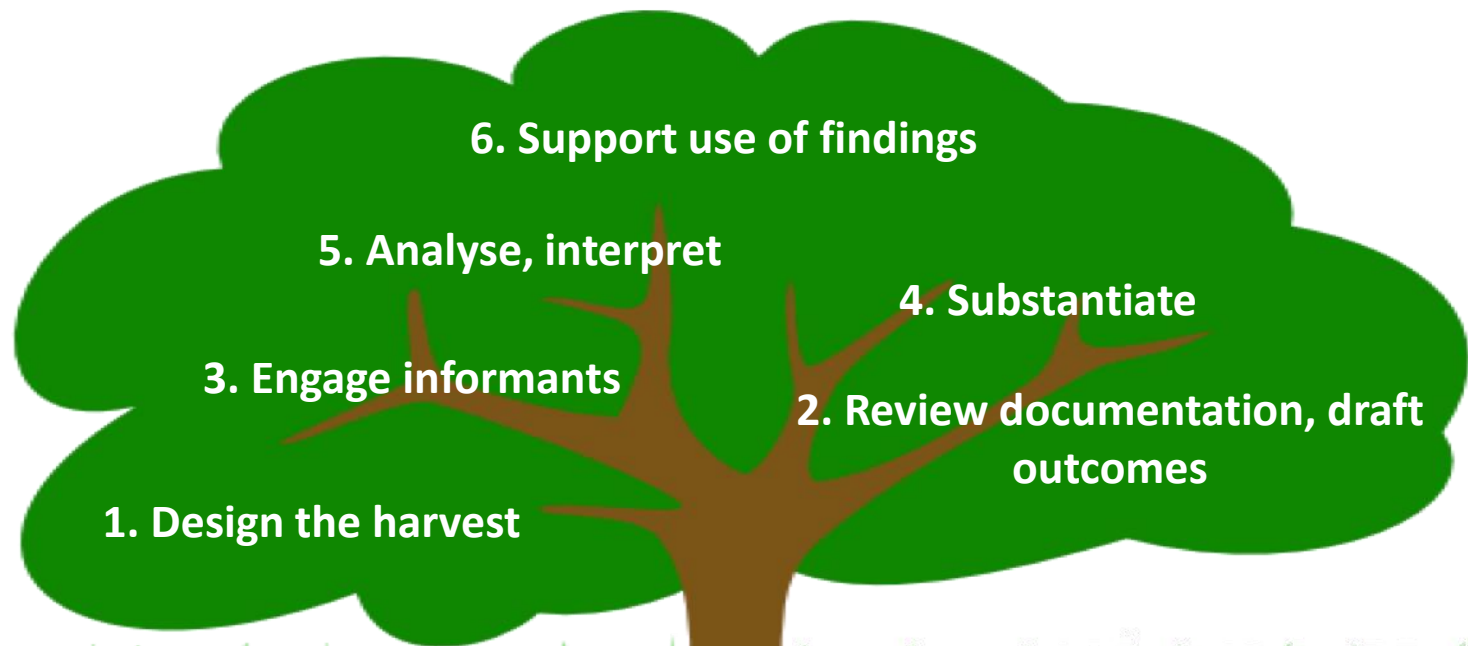 6. Support use of findings
5. Analyse, interpret
4. Substantiate
3. Engage informants
2. Review documentation, draft
outcomes
1. Design the harvest